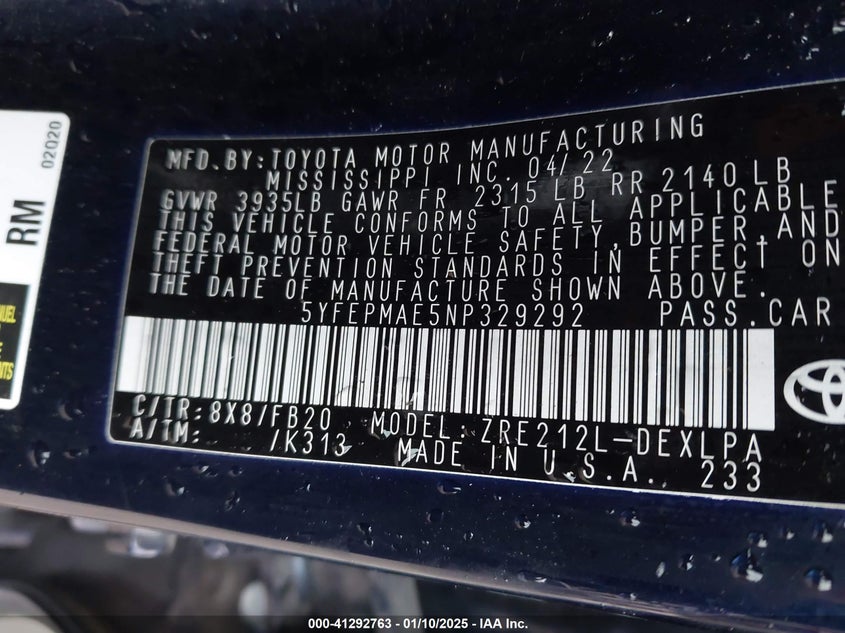 RM
02020
MFD.BY:TOYOTA MOTOR MANUFACTURING
MISSISSIPPI INC. 04/22
GVWR 3935LB GAWR FR 2315 LB RR 2140 LB
THIS VEHICLE CONFORMS TO ALL APPLICABLE
FEDERAL MOTOR VEHICLE SAFETY,BUMPER,AND
THEFT PREVENTION STANDARDS IN EFFECT ON
THE DATE OF MANUFACTURE SHOWN ABOVE.
5YFEPMAE5NP329292 PASS.CAR
C/TR:8X8/FB20 MODEL:ZRE212L-DEXLPA
A/TM: /K313 MADE IN U.S.A. 233
000-41292763 — 01/10/2025 — IAA Inc.